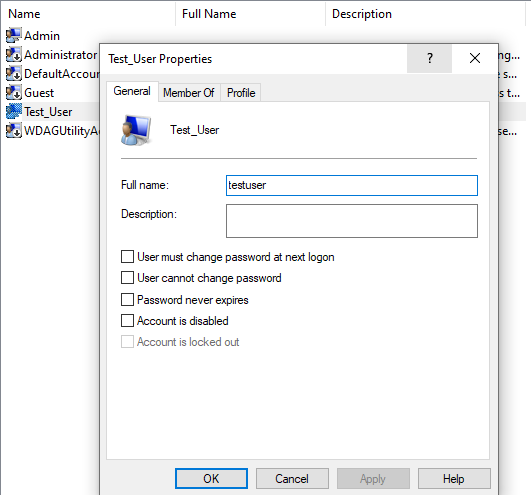 Name Full Name Description
Admin
Administrator
DefaultAccou
Guest
Test_User
WDAGUtilityAc
ng...
e s...
s t...
se...
Test_User Properties ?
General Member Of Profile
Test_User
Full name: testuser
Description:
User must change password at next logon
User cannot change password
Password never expires
Account is disabled
Account is locked out
OK Cancel Apply Help